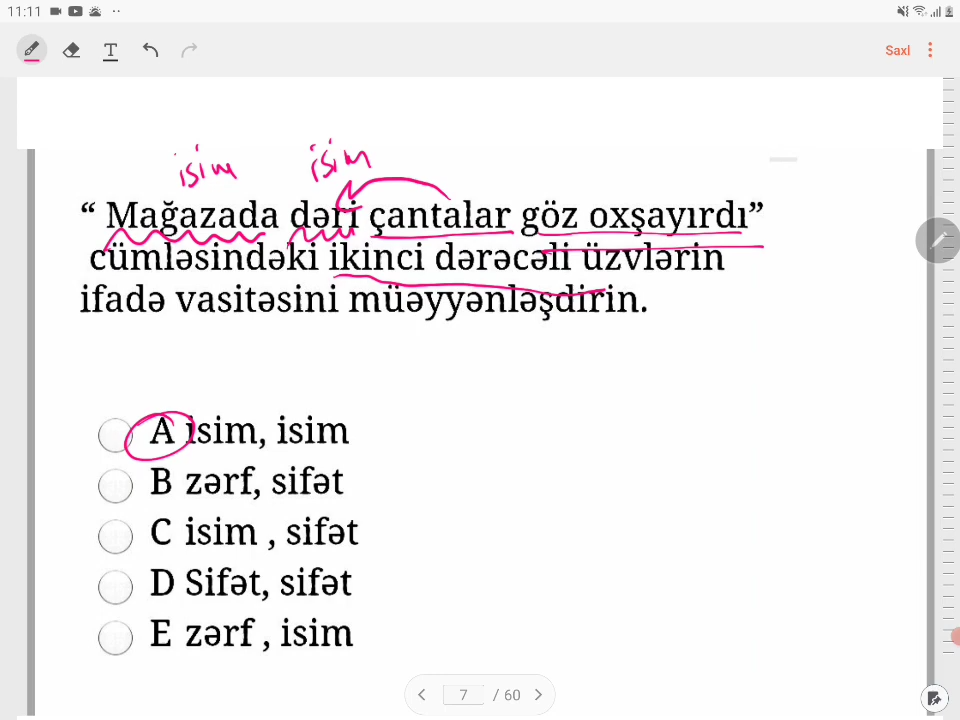 11:11
T
Saxl
isim isim
“ Mağazada dəri çantalar göz oxşayırdı”
cümləsindəki ikinci dərəcəli üzvlərin
ifadə vasitəsini müəyyənləşdirin.
A isim, isim
B zərf, sifət
C isim , sifət
D Sifət, sifət
E zərf , isim
7 / 60